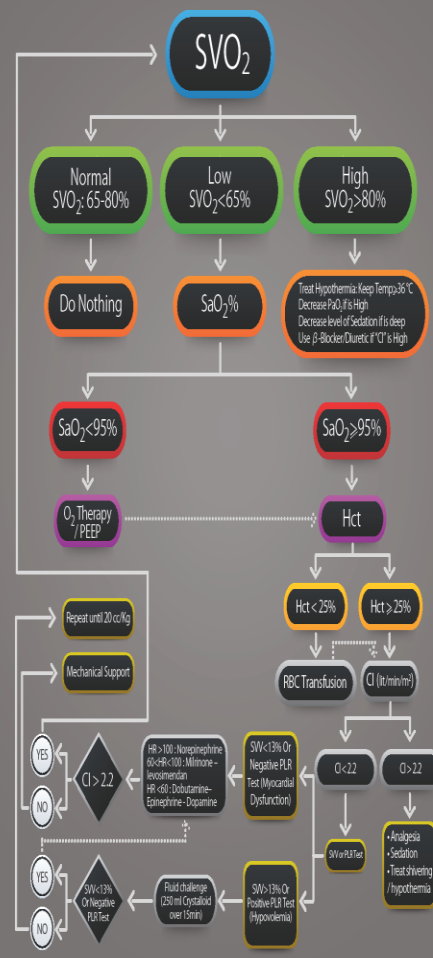 SVO2
Normal
SVO2: 65-80%
Low
SVO2<65%
High
SVO2>80%
Do Nothing
SaO2%
Treat Hypothermia: Keep Temp⩾36 °C
Decrease PaO2 if is High
Decrease level of Sedation if is deep
Use β-Blocker/Diuretic if "CI" is High
SaO2<95%
SaO2⩾95%
O2 Therapy
/ PEEP
Hct
Hct < 25%
Hct ⩾ 25%
Repeat until 20 cc/Kg
Mechanical Support
RBC Transfusion
CI (lit/min/m²)
YES
NO
CI > 2.2
HR >100 : Norepinephrine
60<HR<100 : Milrinone –
levosimendan
HR <60 : Dobutamine–
Epinephrine - Dopamine
SVV<13% Or
Negative PLR
Test (Myocardial
Dysfunction)
CI<2.2
CI> 2.2
SVV or PLR Test
• Analgesia
• Sedation
• Treat shivering
/ hypothermia
YES
NO
SVV<13%
Or Negative
PLR Test
Fluid challenge
(250 ml Crystalloid
over 15min)
SVV>13% Or
Positive PLR Test
(Hypovolemia)